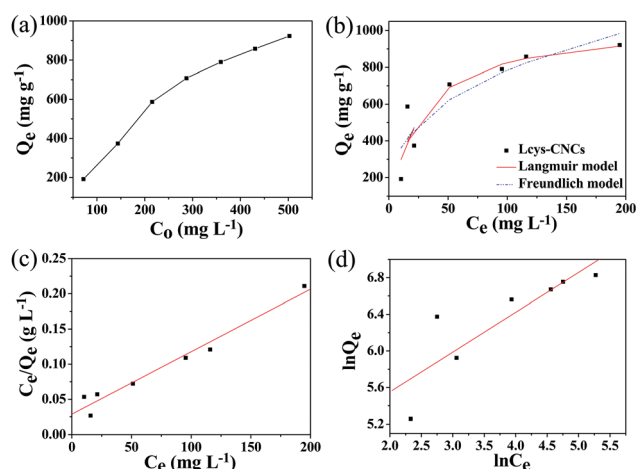 (a)
1000
800
600
400
200
Qe (mg g-1)
100 200 300 400 500
Co (mg L-1)
(b)
1000
800
600
400
200
Qe (mg g-1)
Lcys-CNCs
Langmuir model
Freundlich model
0 50 100 150 200
Ce (mg L-1)
(c)
0.25
0.20
0.15
0.10
0.05
0.00
Ce/Qe (g L-1)
0 50 100 150 200
Ce (mg L-1)
(d)
6.8
6.4
6.0
5.6
5.2
lnQe
2.0 2.5 3.0 3.5 4.0 4.5 5.0 5.5
lnCe